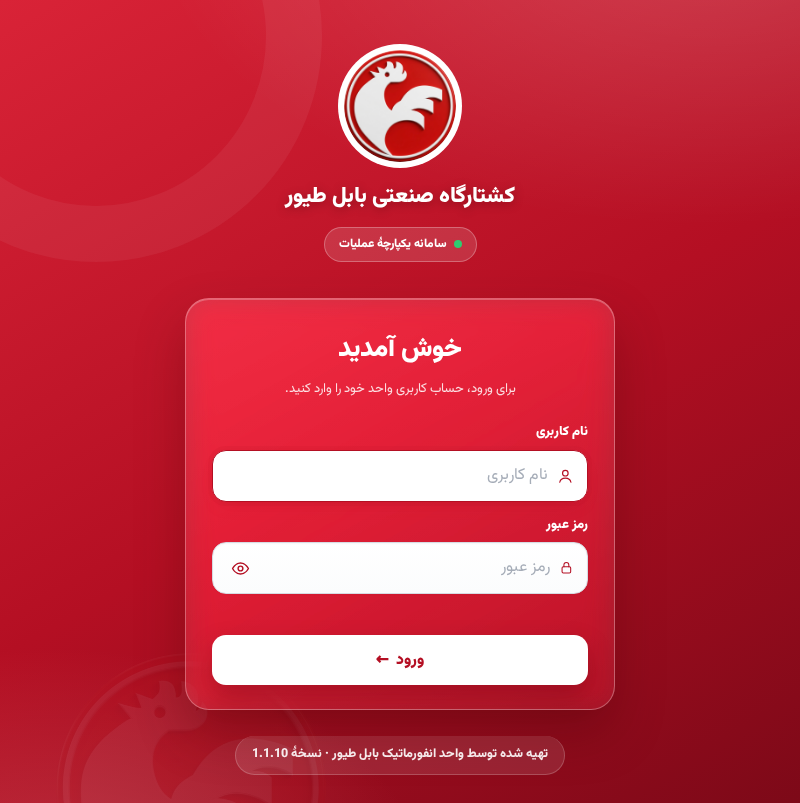 کشتارگاه صنعتی بابل طیور
سامانه یکپارچهٔ عملیات
خوش آمدید
برای ورود، حساب کاربری واحد خود را وارد کنید.
نام کاربری
نام کاربری
رمز عبور
رمز عبور
ورود ←
تهیه شده توسط واحد انفورماتیک بابل طیور · نسخهٔ 1.1.10